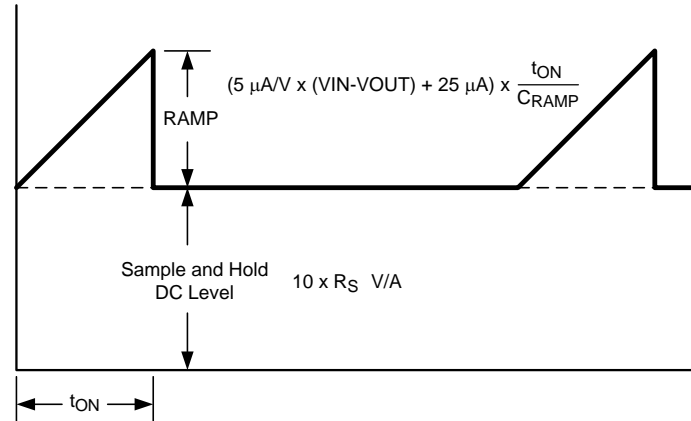 (5 μA/V x (VIN-VOUT) + 25 μA) x tON
CRAMP
RAMP
Sample and Hold
DC Level
10 x RS V/A
tON